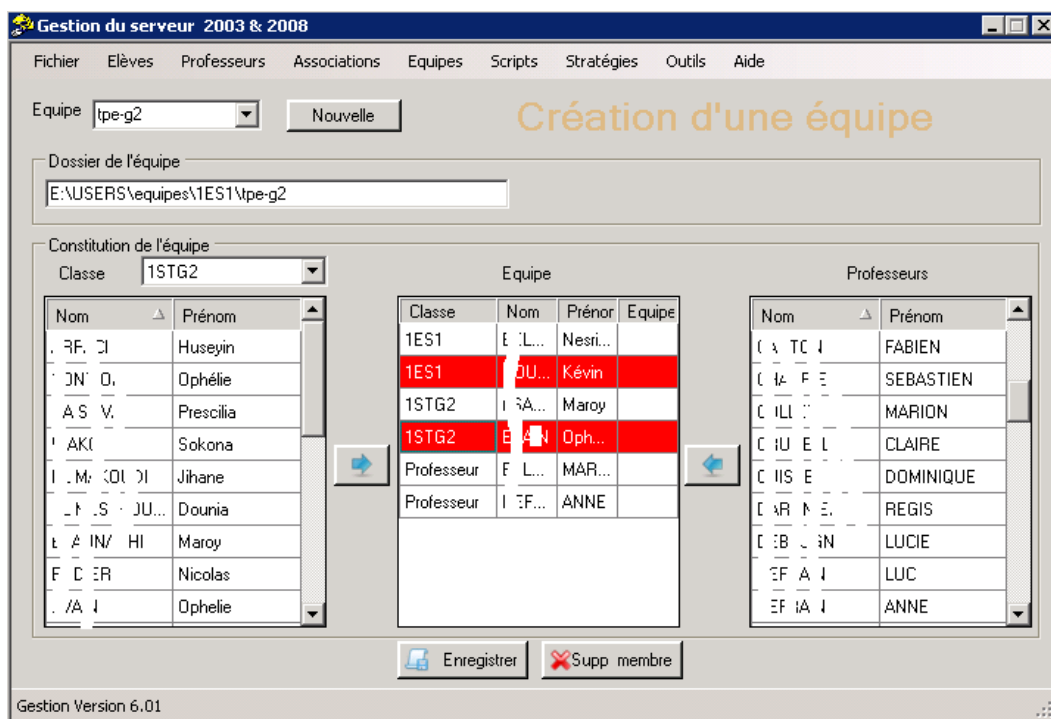 Gestion du serveur 2003 & 2008
Fichier Elèves Professeurs Associations Equipes Scripts Stratégies Outils Aide
Equipe tpe-g2 Nouvelle Création d'une équipe
Dossier de l'équipe
E:\USERS\equipes\1ES1\tpe-g2
Constitution de l'équipe
Classe 1STG2 Equipe Professeurs
Nom Prénom
Huseyin
Ophélie
Prescilia
Sokona
Jihane
Dounia
Maroy
Nicolas
Ophelie
Classe Nom Prénor Equipe
1ES1 Nesri...
1ES1 Kévin
1STG2 Maroy
1STG2 Oph...
Professeur MAR...
Professeur ANNE
Nom Prénom
FABIEN
SEBASTIEN
MARION
CLAIRE
DOMINIQUE
REGIS
LUCIE
LUC
ANNE
Enregistrer Supp membre
Gestion Version 6.01